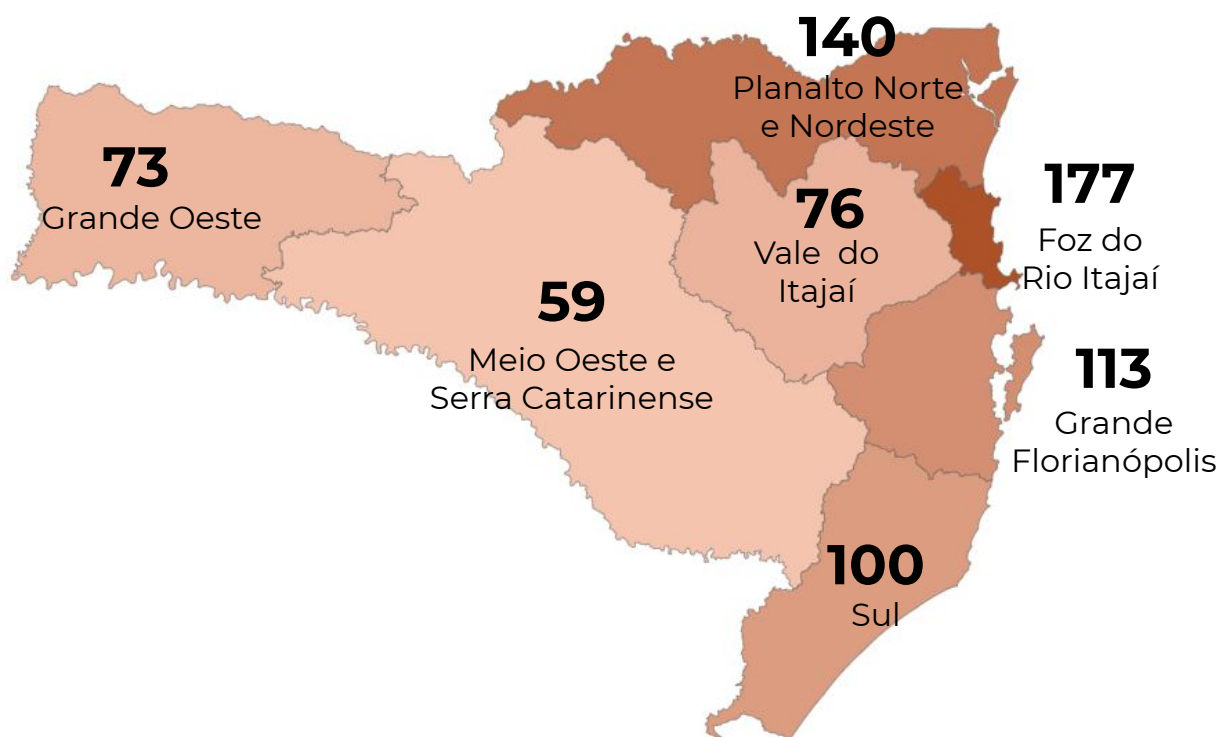 140
Planalto Norte
e Nordeste
73
Grande Oeste
177
Foz do
Rio Itajaí
76
Vale do
Itajaí
59
Meio Oeste e
Serra Catarinense
113
Grande
Florianópolis
100
Sul